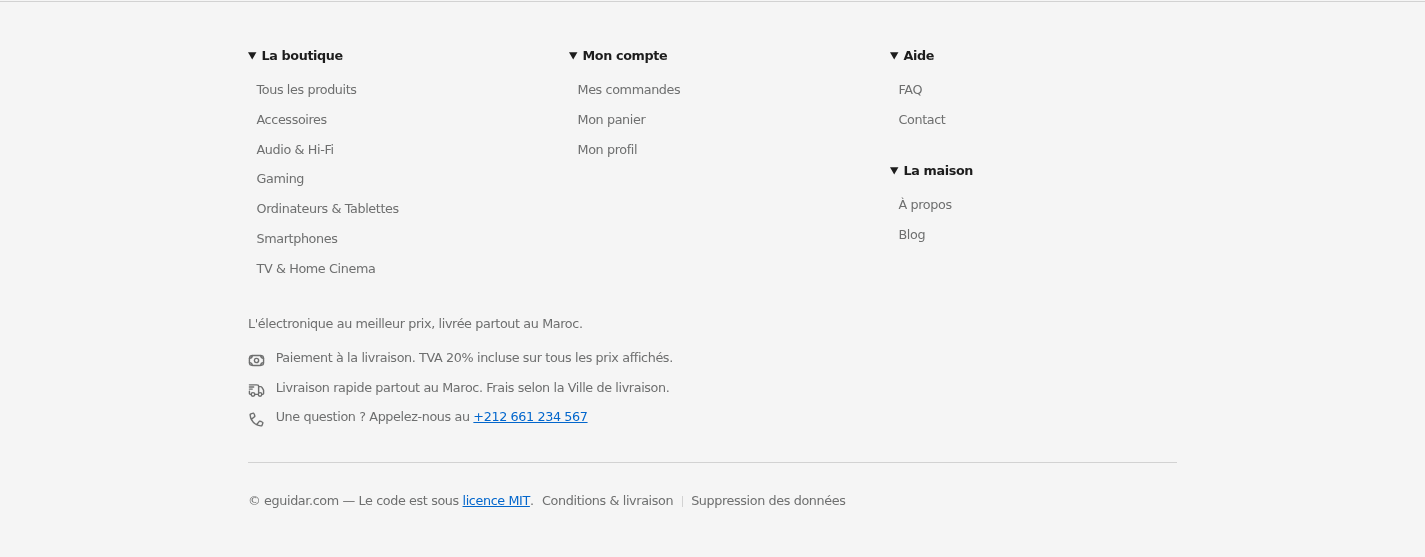 La boutique
Tous les produits
Accessoires
Audio & Hi-Fi
Gaming
Ordinateurs & Tablettes
Smartphones
TV & Home Cinema
Mon compte
Mes commandes
Mon panier
Mon profil
Aide
FAQ
Contact
La maison
À propos
Blog
L'électronique au meilleur prix, livrée partout au Maroc.
Paiement à la livraison. TVA 20% incluse sur tous les prix affichés.
Livraison rapide partout au Maroc. Frais selon la Ville de livraison.
Une question ? Appelez-nous au +212 661 234 567
© eguidar.com — Le code est sous licence MIT. Conditions & livraison | Suppression des données